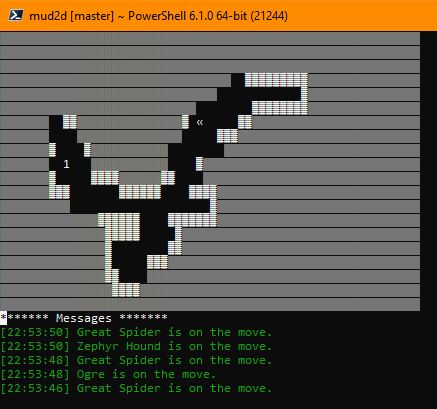 mud2d [master] ~ PowerShell 6.1.0 64-bit (21244)
«
1
******* Messages *******
[22:53:50] Great Spider is on the move.
[22:53:50] Zephyr Hound is on the move.
[22:53:48] Great Spider is on the move.
[22:53:48] Ogre is on the move.
[22:53:46] Great Spider is on the move.